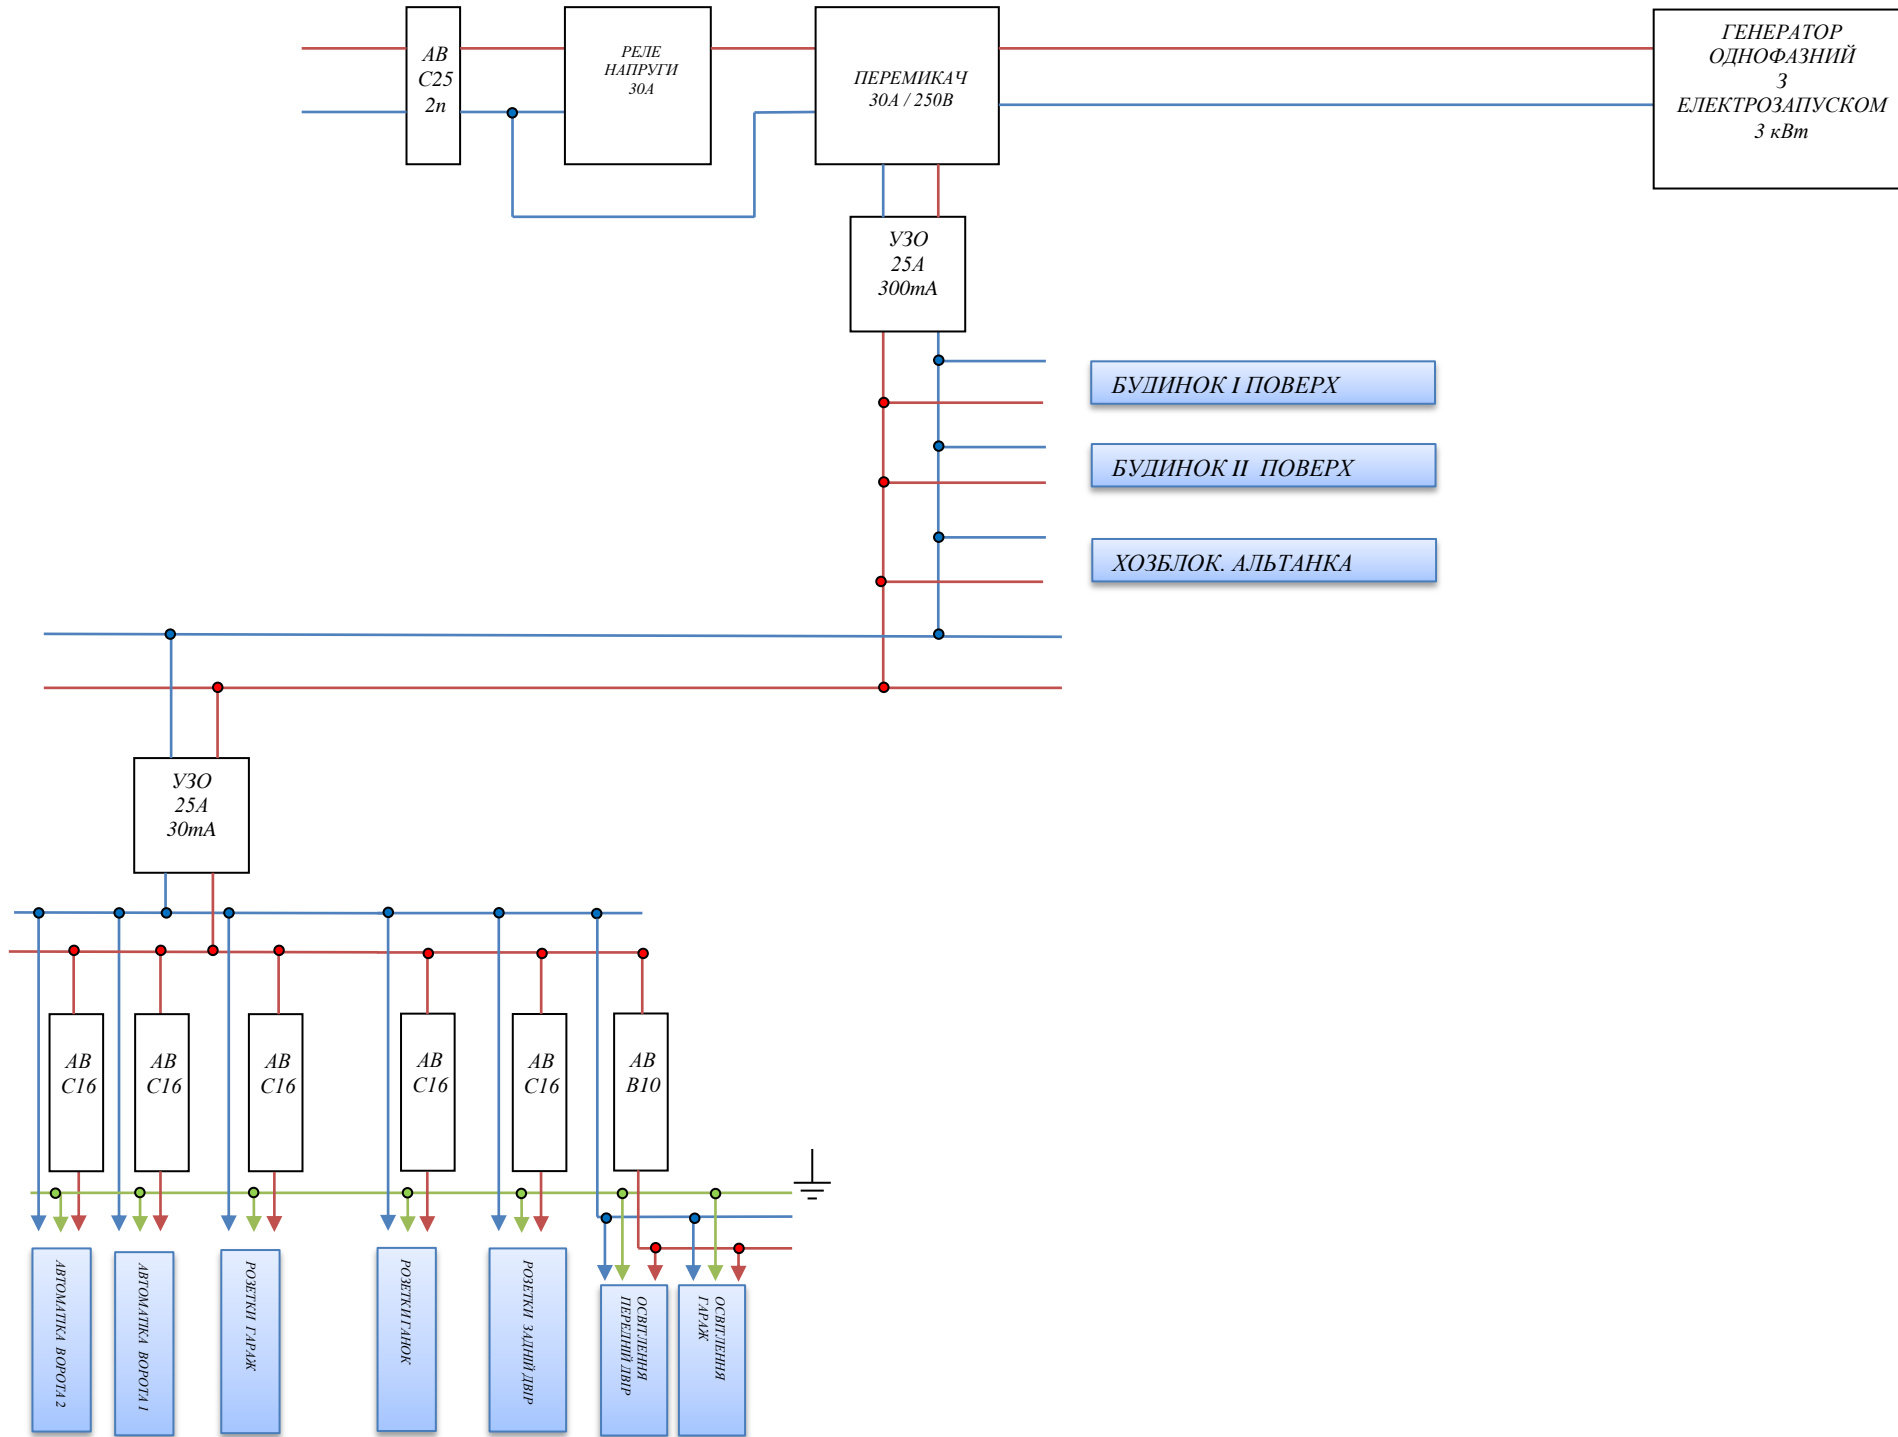 АВ
С25
2п
РЕЛЕ
НАПРУГИ
30А
ПЕРЕМИКАЧ
30А / 250В
ГЕНЕРАТОР
ОДНОФАЗНИЙ
З
ЕЛЕКТРОЗАПУСКОМ
3 кВт
УЗО
25А
300mA
БУДИНОК І ПОВЕРХ
БУДИНОК ІІ ПОВЕРХ
ХОЗБЛОК. АЛЬТАНКА
УЗО
25А
30mA
АВ
С16
АВ
С16
АВ
С16
АВ
С16
АВ
С16
АВ
В10
АВТОМАТИКА ВОРОТА 2
АВТОМАТИКА ВОРОТА 1
РОЗЕТКИ ГАРАЖ
РОЗЕТКИ ГАНОК
РОЗЕТКИ ЗАДНІЙ ДВІР
ОСВІТЛЕННЯ
ПЕРЕДНІЙ ДВІР
ОСВІТЛЕННЯ
ГАРАЖ